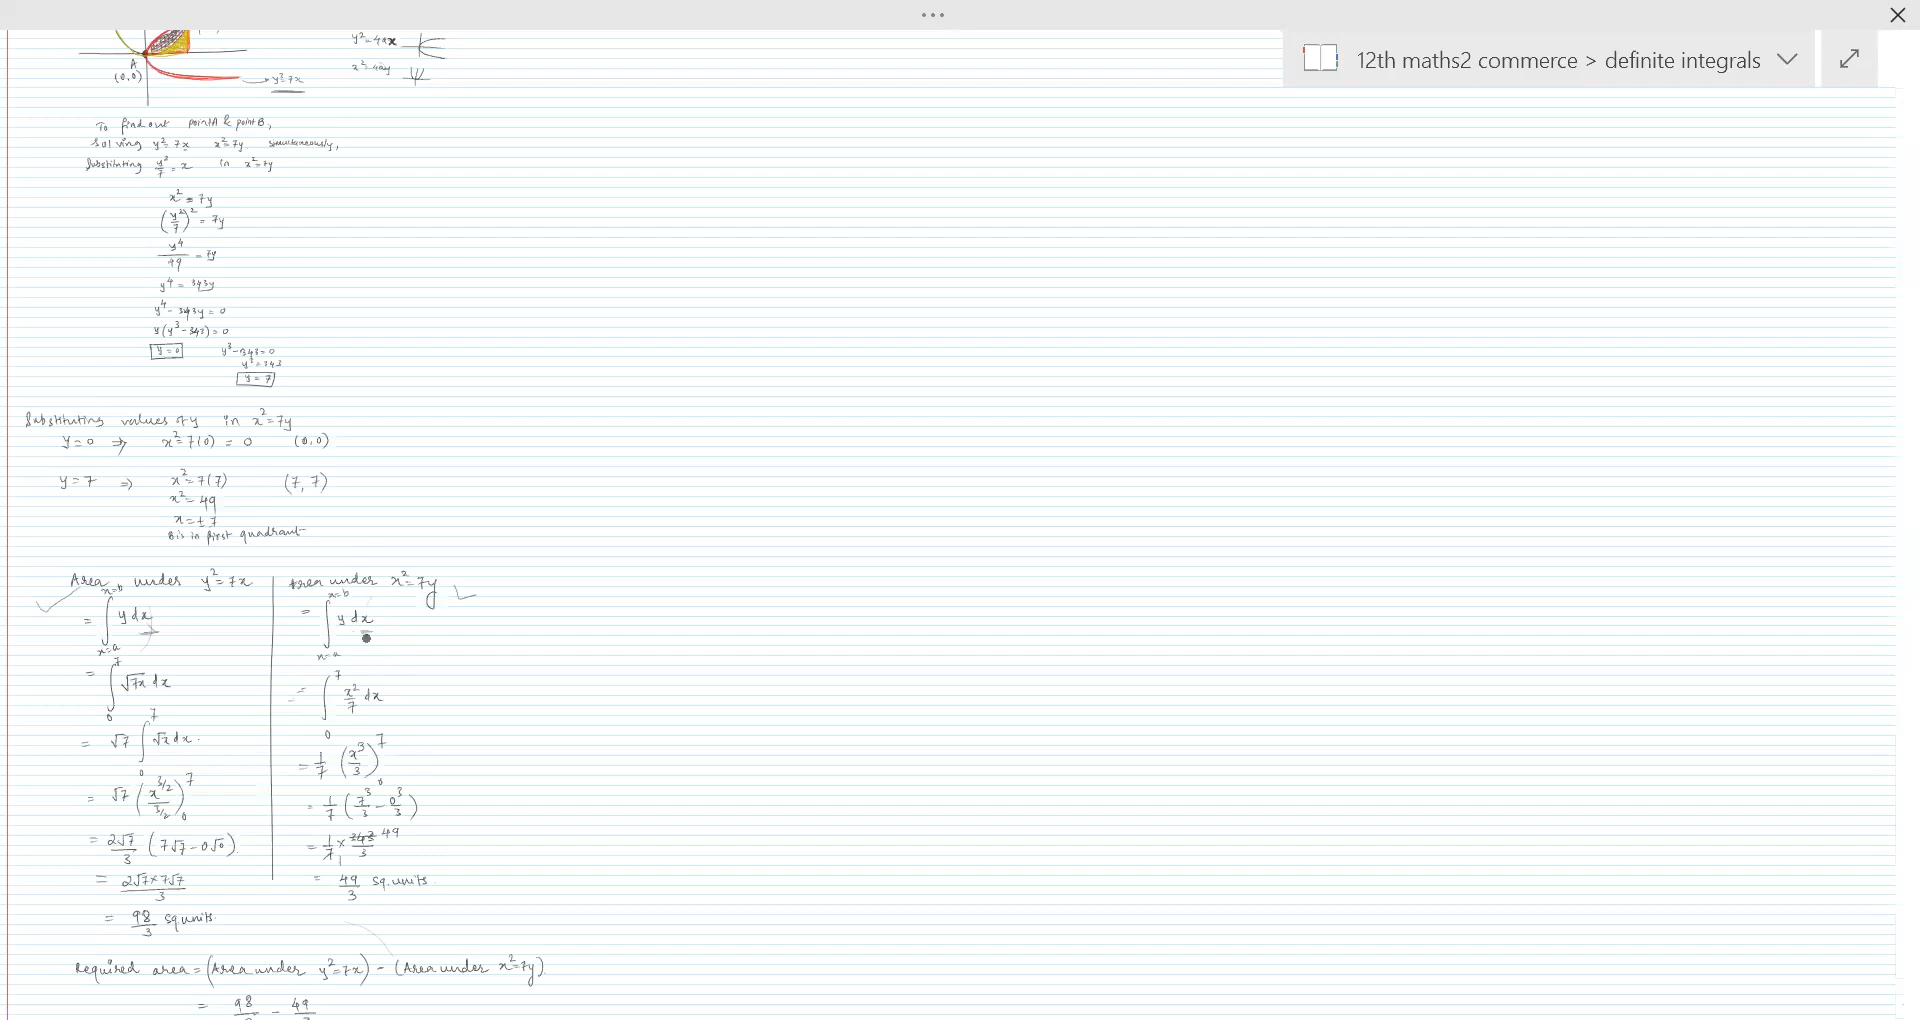 12th maths2 commerce > definite integrals
y²=4ax
x²=4ay
A
(0,0)
y²=7x
To find out point A & point B,
Solving y²=7x x²=7y simultaneously,
Substituting y²/7 = x in x²=7y
x² = 7y
(y²/7)² = 7y
y⁴/49 = 7y
y⁴ = 343y
y⁴ - 343y = 0
y(y³ - 343) = 0
y=0 y³-343=0
y³=343
y = 7
Substituting values of y in x²=7y
y=0 ⇒ x²=7(0) = 0 (0,0)
y=7 ⇒ x²=7(7) (7,7)
x²=49
x=±7
B is in first quadrant
Area under y²=7x
= ∫ y dx
x=b
x=a
= ∫₀⁷ √7x dx
= √7 ∫₀⁷ √x dx.
= √7 (x^3/2 / 3/2)₀⁷
= 2√7/3 (7√7 - 0√0)
= 2√7×7√7/3
= 98/3 sq.units.
Area under x²=7y
= ∫ y dx
x=b
x=a
= ∫₀⁷ x²/7 dx
= 1/7 (x³/3)₀⁷
= 1/7 (7³/3 - 0³/3)
= 1/7 × 343/3 49
1
= 49/3 sq.units.
Required area = (Area under y²=7x) - (Area under x²=7y)
= 98 - 49